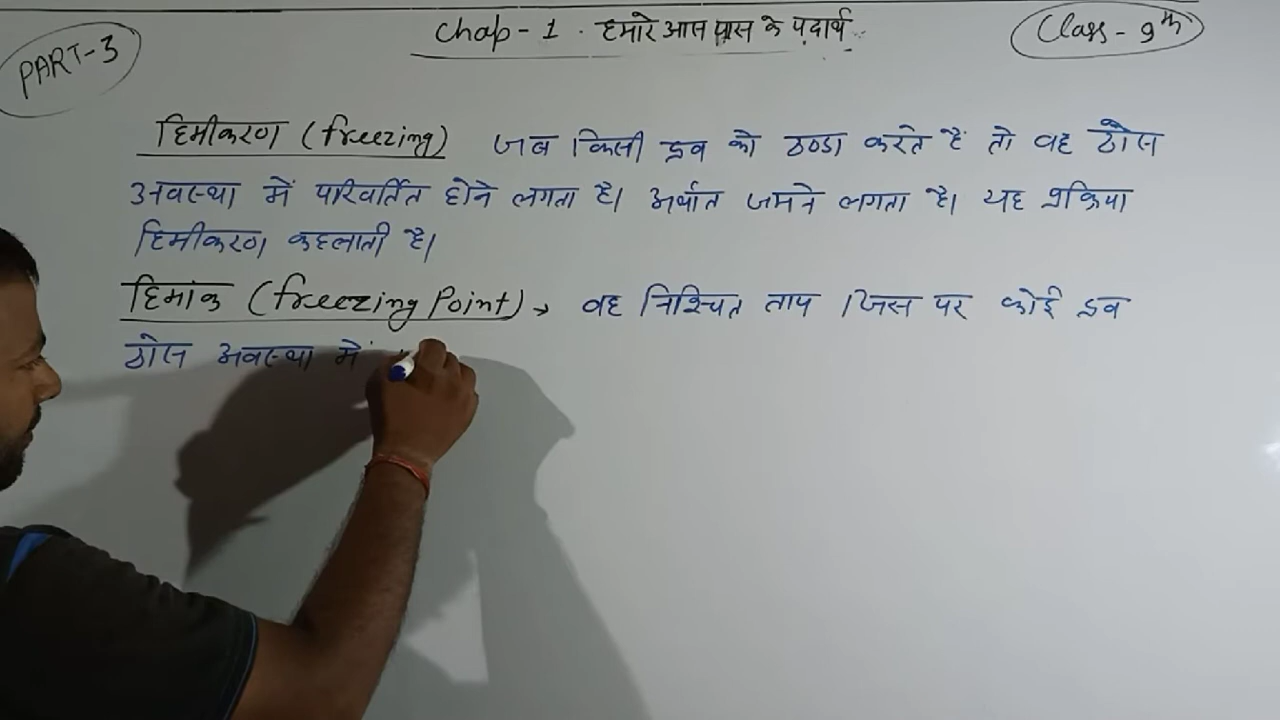 PART-3
Chap-1. हमारे आस पास के पदार्थ
Class-9th
हिमीकरण (freezing) जब किसी द्रव को ठण्डा करते हैं तो वह ठोस
अवस्था में परिवर्तित होने लगता है। अर्थात जमने लगता है। यह प्रक्रिया
हिमीकरण कहलाती है।
हिमांक (freezing Point) → वह निश्चित ताप जिस पर कोई द्रव
ठोस अवस्था में